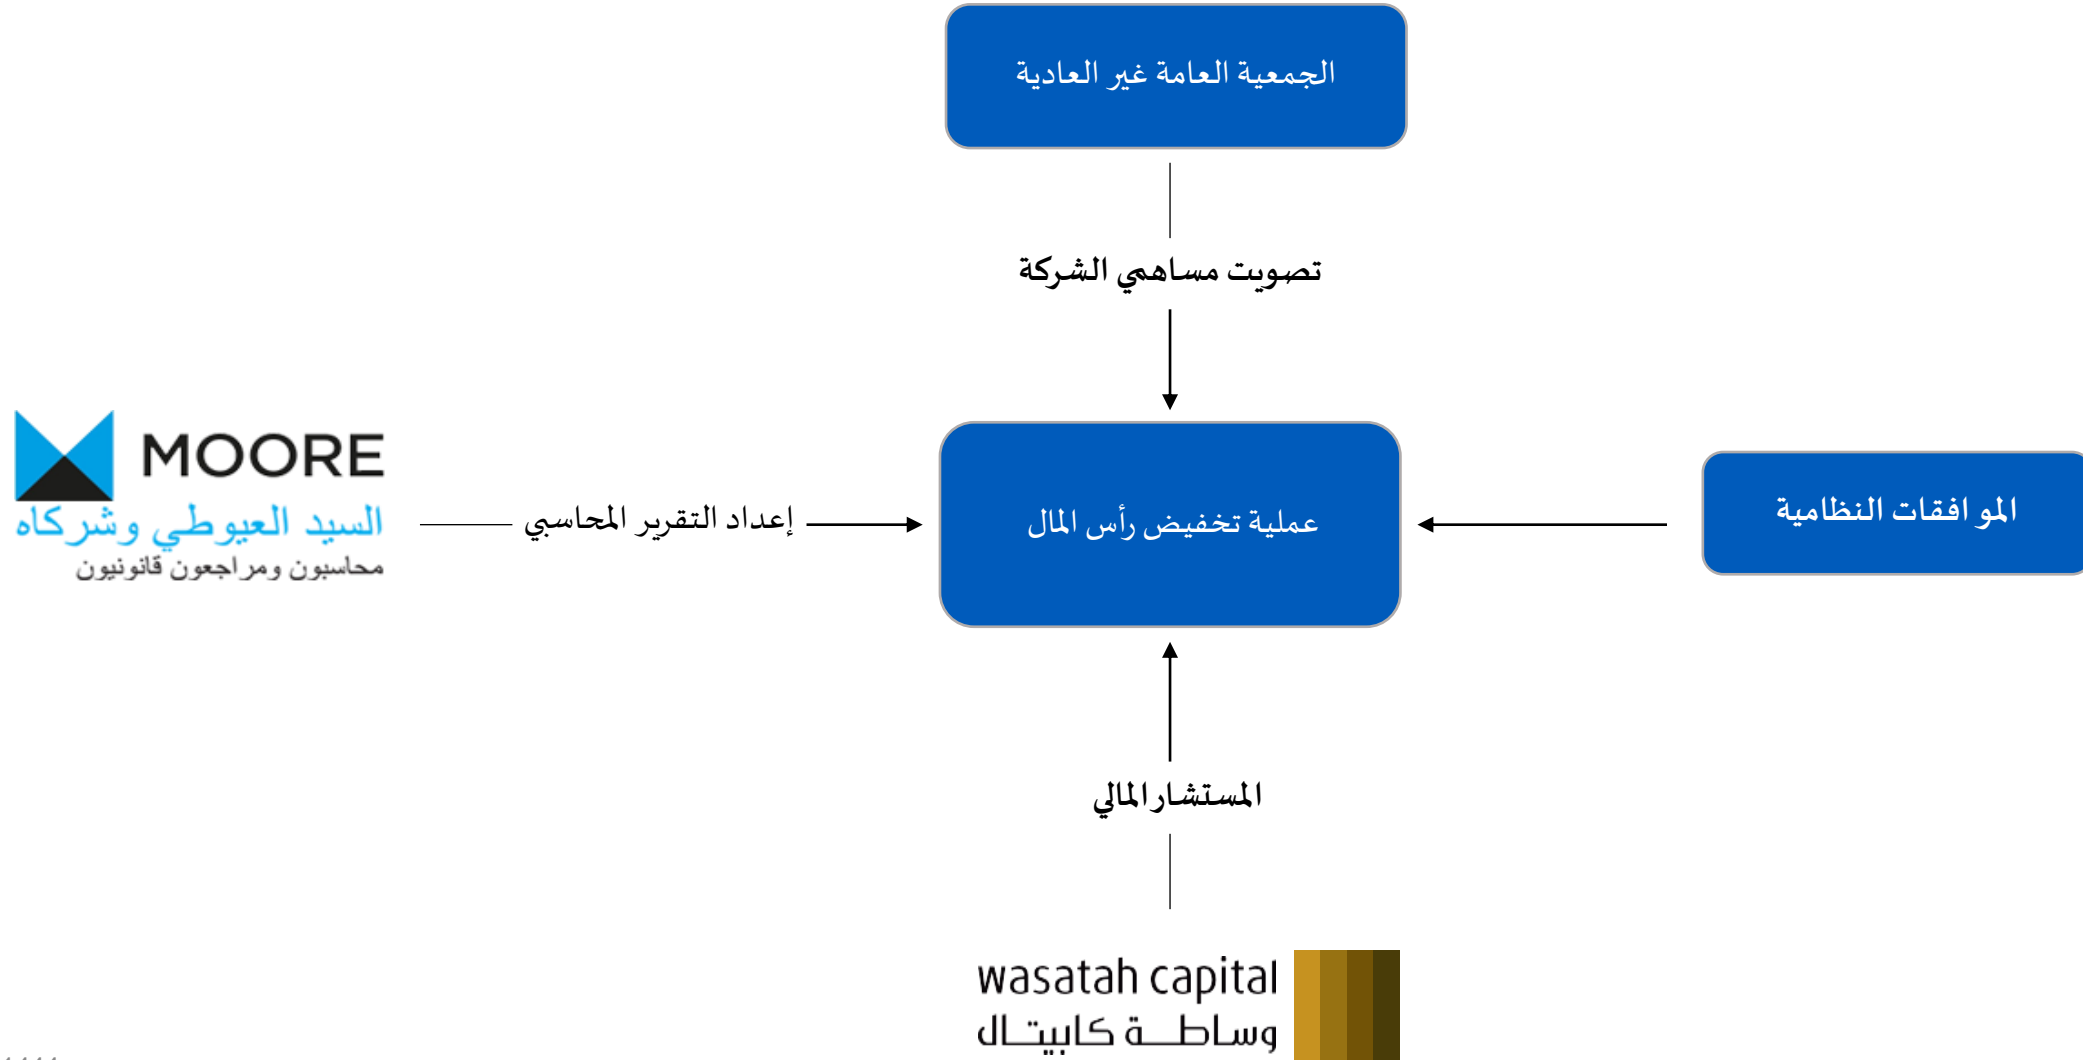 الجمعية العامة غير العادية
تصويت مساهمي الشركة
MOORE
السيد العيوطي وشركاه
محاسبون ومراجعون قانونيون
إعداد التقرير المحاسبي
عملية تخفيض رأس المال
الموافقات النظامية
المستشار المالي
wasatah capital
وساطة كابيتال